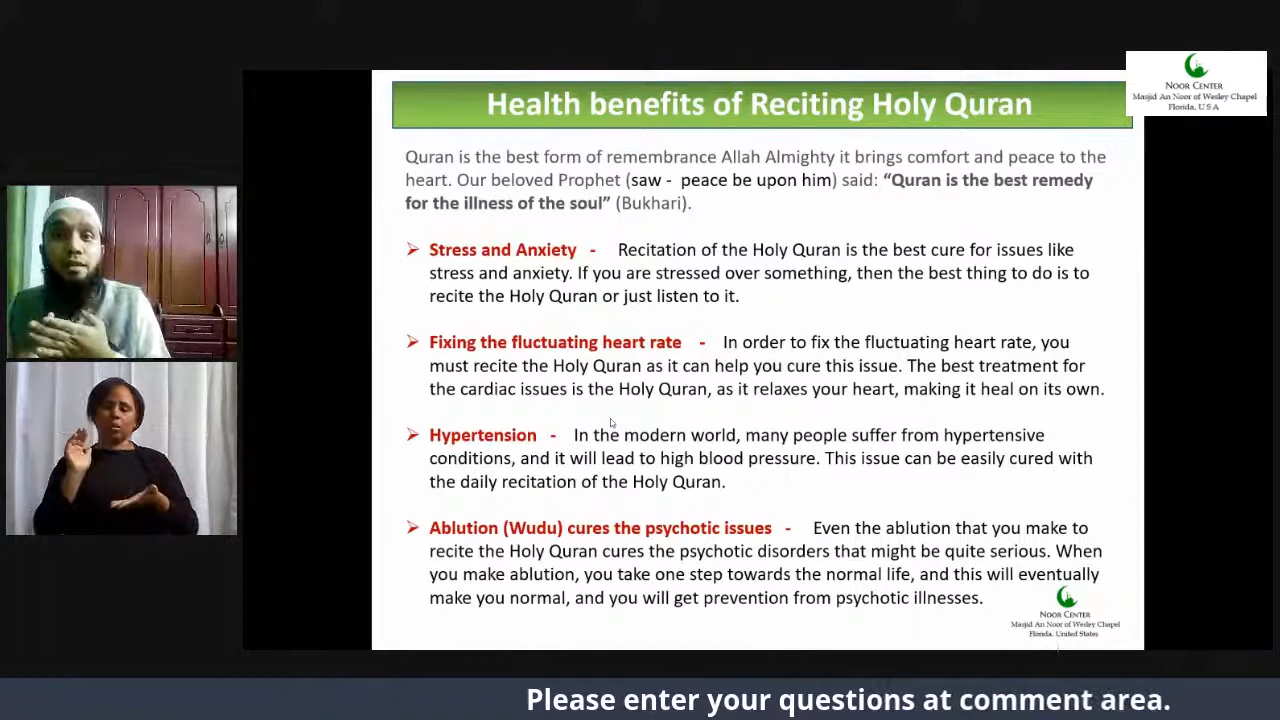 Health benefits of Reciting Holy Quran
NOOR CENTER
Masjid An Noor of Wesley Chapel
Florida, U S A
Quran is the best form of remembrance Allah Almighty it brings comfort and peace to the
heart. Our beloved Prophet (saw - peace be upon him) said: “Quran is the best remedy
for the illness of the soul” (Bukhari).
➢ Stress and Anxiety - Recitation of the Holy Quran is the best cure for issues like
stress and anxiety. If you are stressed over something, then the best thing to do is to
recite the Holy Quran or just listen to it.
➢ Fixing the fluctuating heart rate - In order to fix the fluctuating heart rate, you
must recite the Holy Quran as it can help you cure this issue. The best treatment for
the cardiac issues is the Holy Quran, as it relaxes your heart, making it heal on its own.
➢ Hypertension - In the modern world, many people suffer from hypertensive
conditions, and it will lead to high blood pressure. This issue can be easily cured with
the daily recitation of the Holy Quran.
➢ Ablution (Wudu) cures the psychotic issues - Even the ablution that you make to
recite the Holy Quran cures the psychotic disorders that might be quite serious. When
you make ablution, you take one step towards the normal life, and this will eventually
make you normal, and you will get prevention from psychotic illnesses.
NOOR CENTER
Masjid An Noor of Wesley Chapel
Florida, United States
Please enter your questions at comment area.